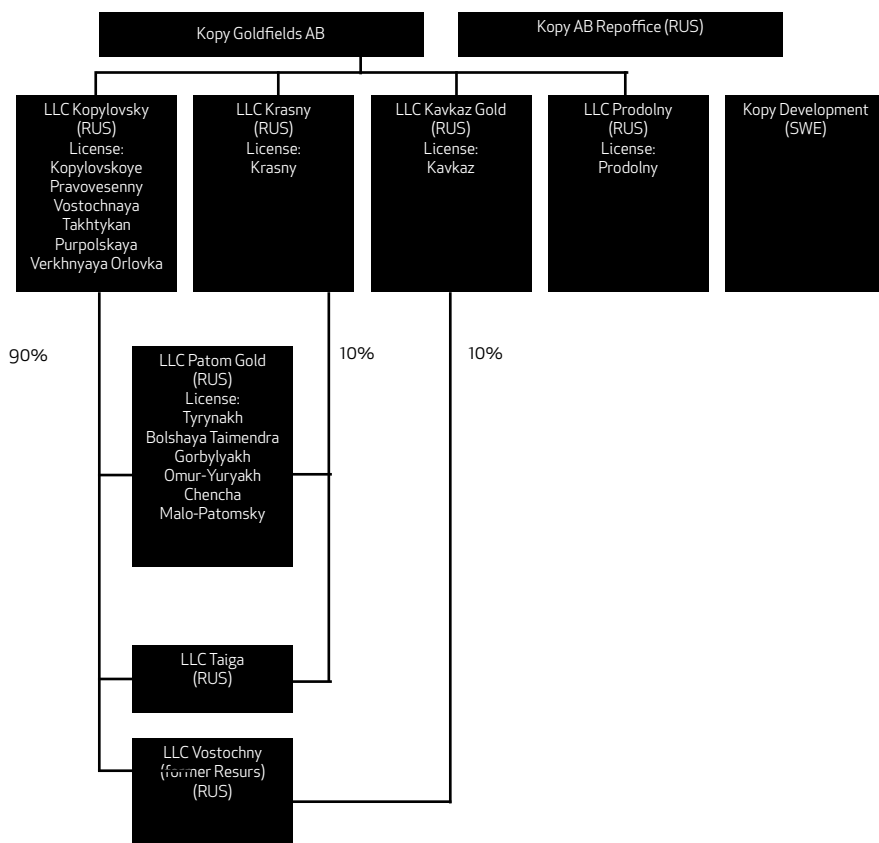 Kopy Goldfields AB
Kopy AB Repoffice (RUS)
LLC Kopylovsky
(RUS)
License:
Kopylovskoye
Pravovesenny
Vostochnaya
Takhtykan
Purpolskaya
Verkhnyaya Orlovka
LLC Krasny
(RUS)
License:
Krasny
LLC Kavkaz Gold
(RUS)
License:
Kavkaz
LLC Prodolny
(RUS)
License:
Prodolny
Kopy Development
(SWE)
90%
LLC Patom Gold
(RUS)
License:
Tyrynakh
Bolshaya Taimendra
Gorbylyakh
Omur-Yuryakh
Chencha
Malo-Patomsky
10%
10%
LLC Taiga
(RUS)
LLC Vostochny
(former Resurs)
(RUS)